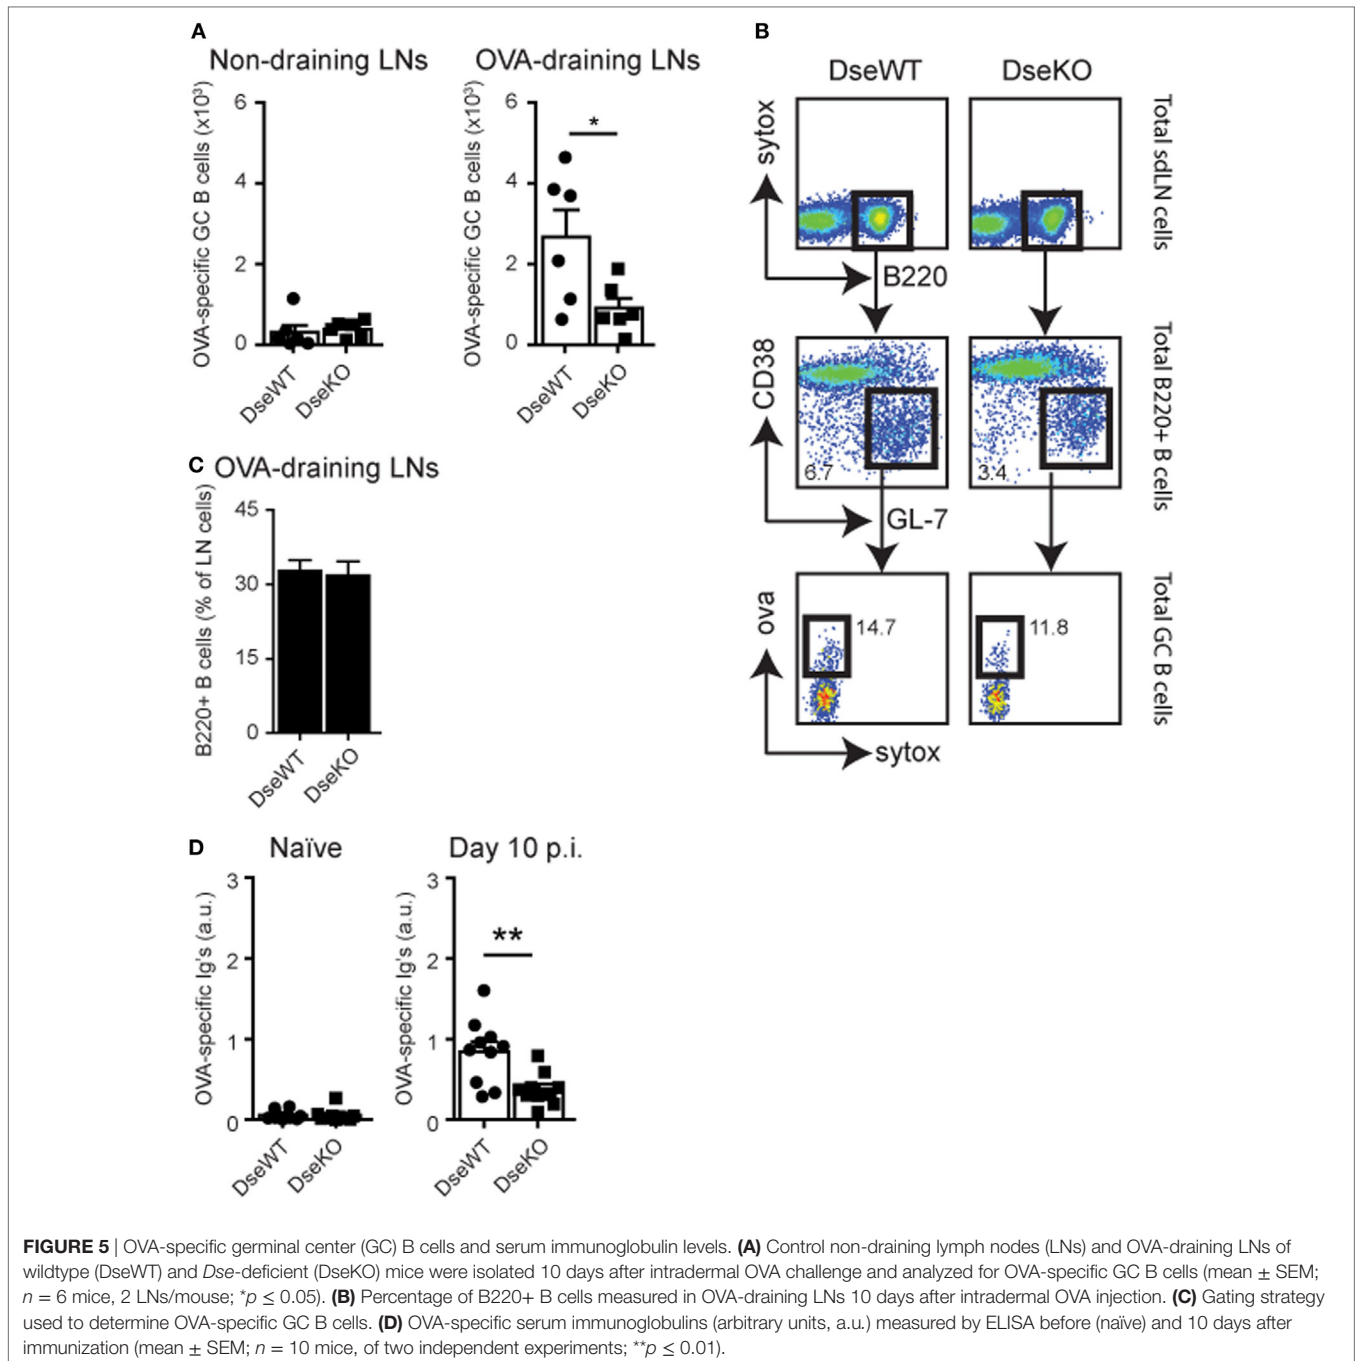 A
Non-draining LNs
OVA-specific GC B cells (x10³)
6
4
2
0
DseWT
DseKO
OVA-draining LNs
OVA-specific GC B cells (x10³)
6
4
2
0
*
DseWT
DseKO
B
DseWT
DseKO
sytox
B220
Total sdLN cells
CD38
6.7
3.4
GL-7
Total B220+ B cells
ova
14.7
11.8
sytox
Total GC B cells
C
OVA-draining LNs
B220+ B cells (% of LN cells)
45
30
15
0
DseWT
DseKO
D
Naïve
OVA-specific Ig's (a.u.)
3
2
1
0
DseWT
DseKO
Day 10 p.i.
OVA-specific Ig's (a.u.)
3
2
1
0
**
DseWT
DseKO
FIGURE 5 | OVA-specific germinal center (GC) B cells and serum immunoglobulin levels. (A) Control non-draining lymph nodes (LNs) and OVA-draining LNs of
wildtype (DseWT) and Dse-deficient (DseKO) mice were isolated 10 days after intradermal OVA challenge and analyzed for OVA-specific GC B cells (mean ± SEM;
n = 6 mice, 2 LNs/mouse; *p ≤ 0.05). (B) Percentage of B220+ B cells measured in OVA-draining LNs 10 days after intradermal OVA injection. (C) Gating strategy
used to determine OVA-specific GC B cells. (D) OVA-specific serum immunoglobulins (arbitrary units, a.u.) measured by ELISA before (naïve) and 10 days after
immunization (mean ± SEM; n = 10 mice, of two independent experiments; **p ≤ 0.01).